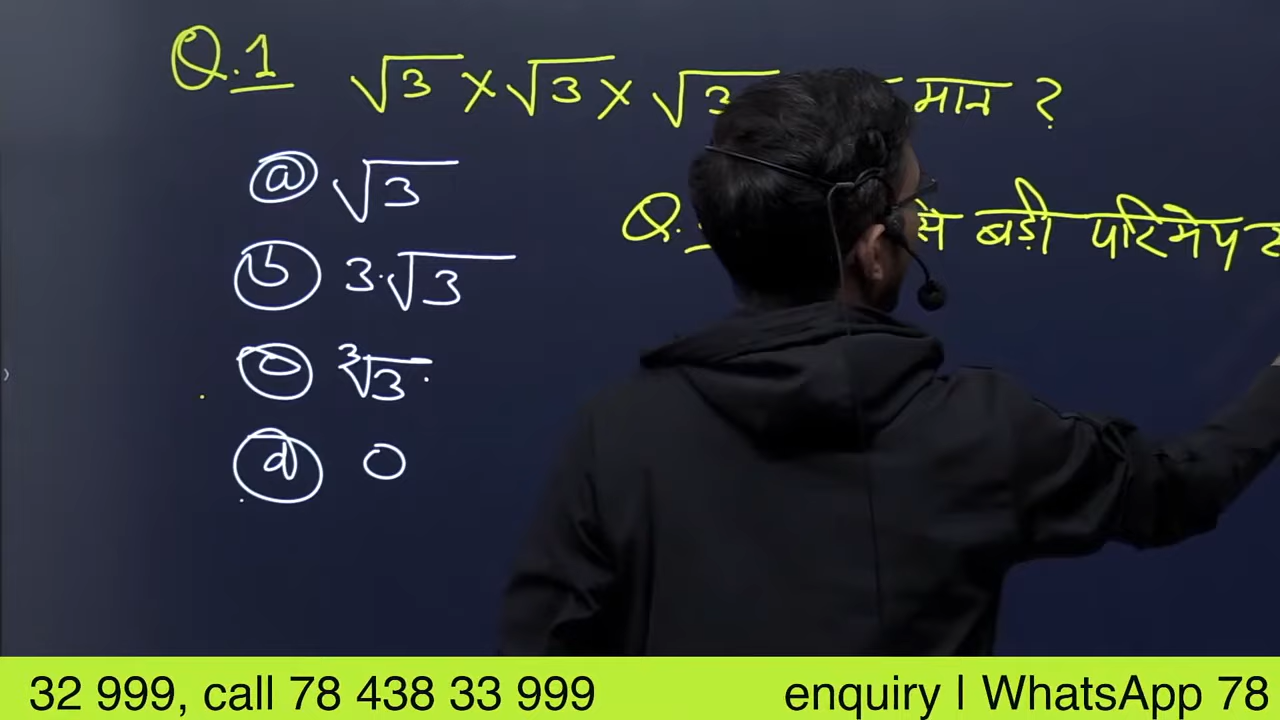 Q.1 √3 × √3 × √3 मान ?
ⓐ √3
ⓑ 3·√3
ⓒ ³√3
ⓓ 0
Q. से बड़ी
32 999, call 78 438 33 999 enquiry | WhatsApp 78